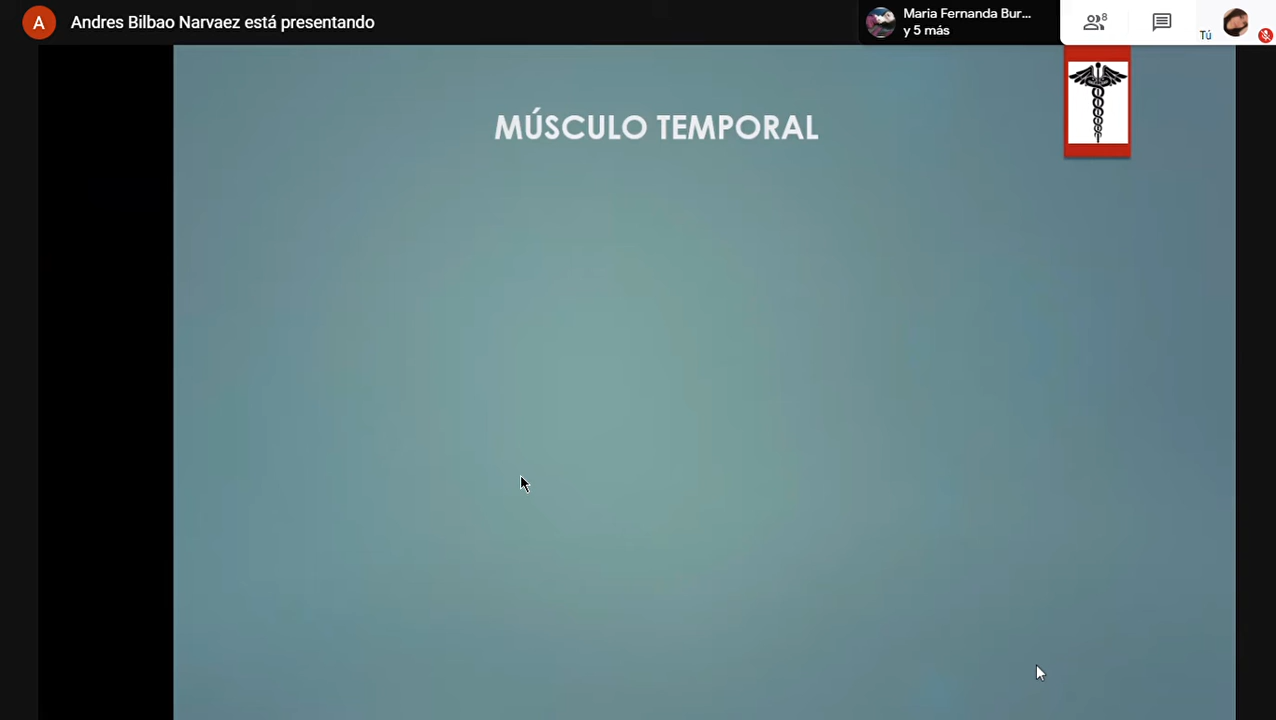 A
Andres Bilbao Narvaez está presentando
Maria Fernanda Bur...
y 5 más
8
Tú
MÚSCULO TEMPORAL